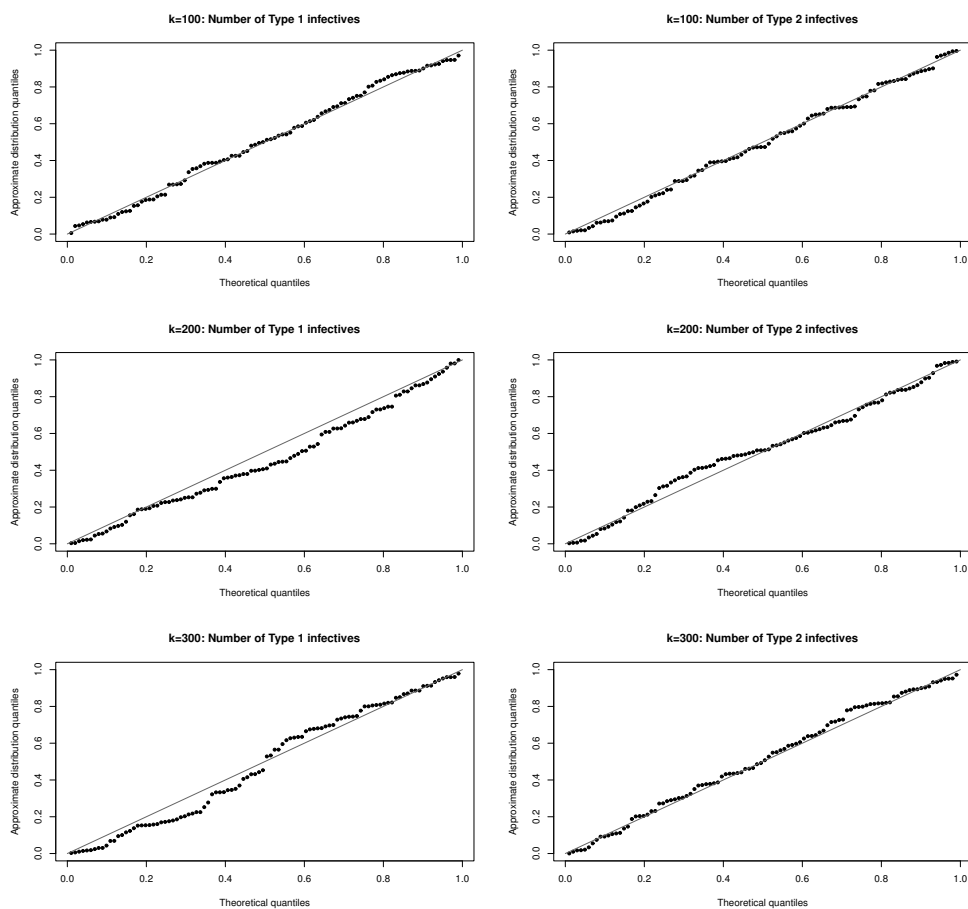 k=100: Number of Type 1 infectives
Approximate distribution quantiles
0.0 0.2 0.4 0.6 0.8 1.0
0.0 0.2 0.4 0.6 0.8 1.0
Theoretical quantiles
k=100: Number of Type 2 infectives
Approximate distribution quantiles
0.0 0.2 0.4 0.6 0.8 1.0
0.0 0.2 0.4 0.6 0.8 1.0
Theoretical quantiles
k=200: Number of Type 1 infectives
Approximate distribution quantiles
0.0 0.2 0.4 0.6 0.8 1.0
0.0 0.2 0.4 0.6 0.8 1.0
Theoretical quantiles
k=200: Number of Type 2 infectives
Approximate distribution quantiles
0.0 0.2 0.4 0.6 0.8 1.0
0.0 0.2 0.4 0.6 0.8 1.0
Theoretical quantiles
k=300: Number of Type 1 infectives
Approximate distribution quantiles
0.0 0.2 0.4 0.6 0.8 1.0
0.0 0.2 0.4 0.6 0.8 1.0
Theoretical quantiles
k=300: Number of Type 2 infectives
Approximate distribution quantiles
0.0 0.2 0.4 0.6 0.8 1.0
0.0 0.2 0.4 0.6 0.8 1.0
Theoretical quantiles